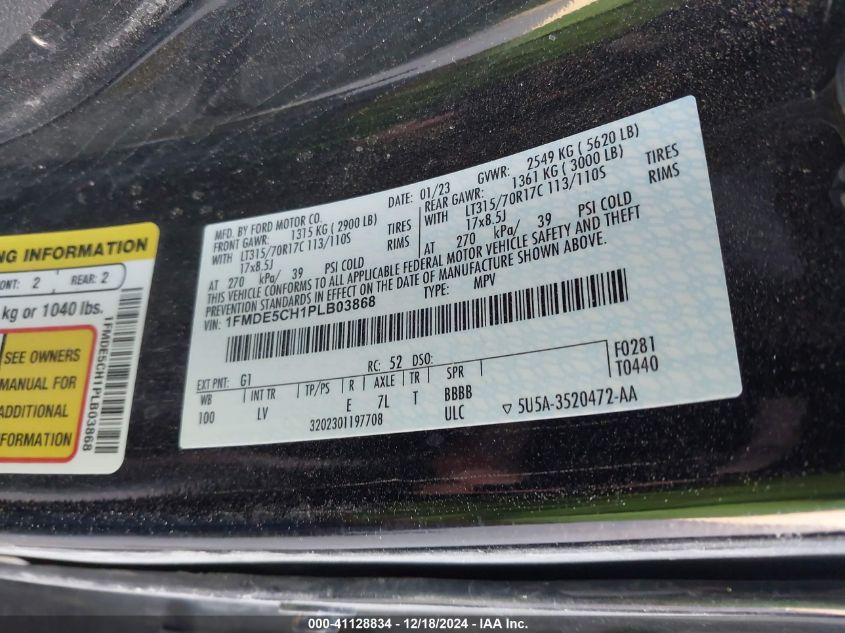 NG INFORMATION
ONT: 2 REAR: 2
kg or 1040 lbs.
SEE OWNERS
MANUAL FOR
ADDITIONAL
FORMATION
1FMDE5CH1PLB03868
MFD. BY FORD MOTOR CO.
DATE: 01/23 GVWR: 2549 KG ( 5620 LB)
FRONT GAWR: 1315 KG ( 2900 LB) REAR GAWR: 1361 KG ( 3000 LB)
WITH LT315/70R17C 113/110S TIRES WITH LT315/70R17C 113/110S TIRES
17x8.5J RIMS 17x8.5J RIMS
AT 270 kPa/ 39 PSI COLD AT 270 kPa/ 39 PSI COLD
THIS VEHICLE CONFORMS TO ALL APPLICABLE FEDERAL MOTOR VEHICLE SAFETY AND THEFT
PREVENTION STANDARDS IN EFFECT ON THE DATE OF MANUFACTURE SHOWN ABOVE.
VIN: 1FMDE5CH1PLB03868 TYPE: MPV
EXT PNT: G1 RC: 52 DSO: F0281
WB INT TR TP/PS R AXLE TR SPR T0440
100 LV E 7L T BBBB
3202301197708 ULC ▽ 5U5A-3520472-AA
000-41128834 - 12/18/2024 - IAA Inc.